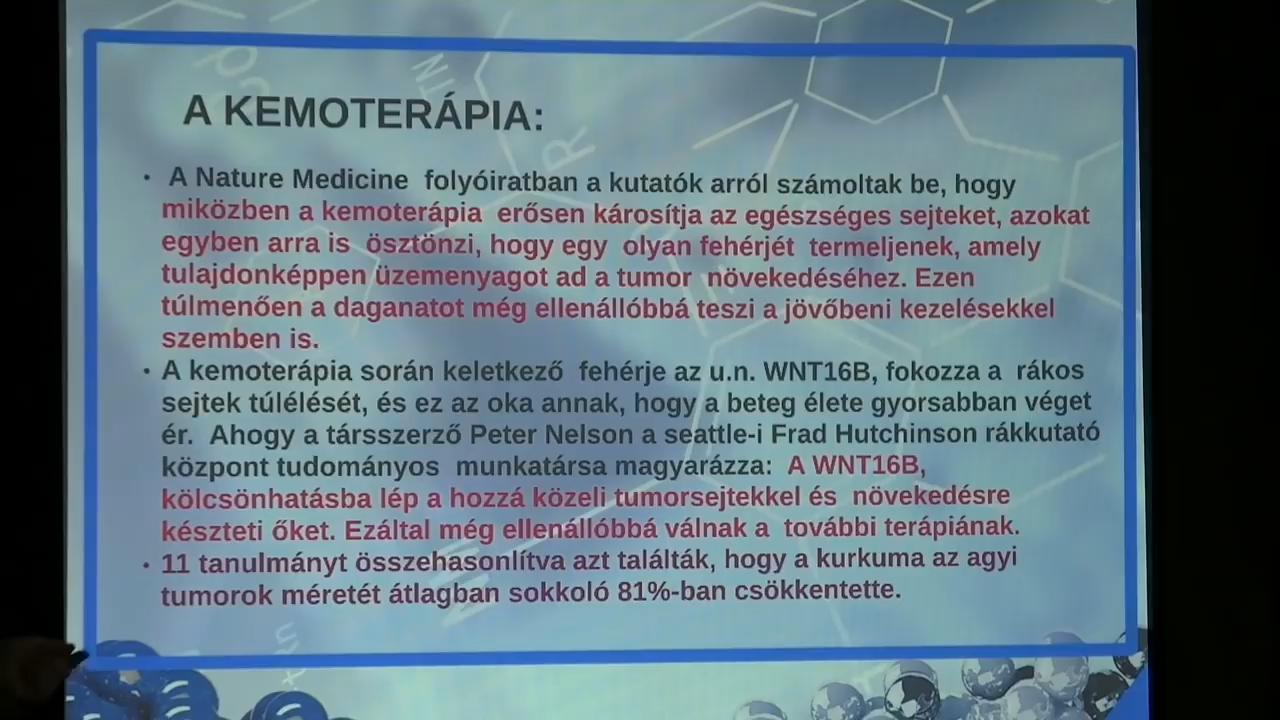 A KEMOTERÁPIA:
• A Nature Medicine folyóiratban a kutatók arról számoltak be, hogy
miközben a kemoterápia erősen károsítja az egészséges sejteket, azokat
egyben arra is ösztönzi, hogy egy olyan fehérjét termeljenek, amely
tulajdonképpen üzemenyagot ad a tumor növekedéséhez. Ezen
túlmenően a daganatot még ellenállóbbá teszi a jövőbeni kezelésekkel
szemben is.
• A kemoterápia során keletkező fehérje az u.n. WNT16B, fokozza a rákos
sejtek túlélését, és ez az oka annak, hogy a beteg élete gyorsabban véget
ér. Ahogy a társszerző Peter Nelson a seattle-i Frad Hutchinson rákkutató
központ tudományos munkatársa magyarázza: A WNT16B,
kölcsönhatásba lép a hozzá közeli tumorsejtekkel és növekedésre
készteti őket. Ezáltal még ellenállóbbá válnak a további terápiának.
• 11 tanulmányt összehasonlítva azt találták, hogy a kurkuma az agyi
tumorok méretét átlagban sokkoló 81%-ban csökkentette.